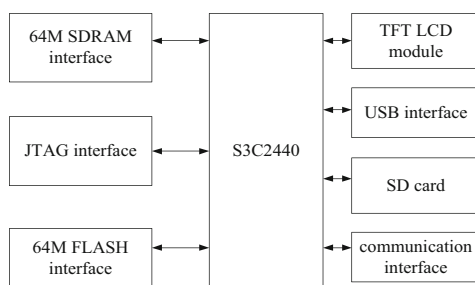 64M SDRAM
interface
JTAG interface
64M FLASH
interface
S3C2440
TFT LCD
module
USB interface
SD card
communication
interface